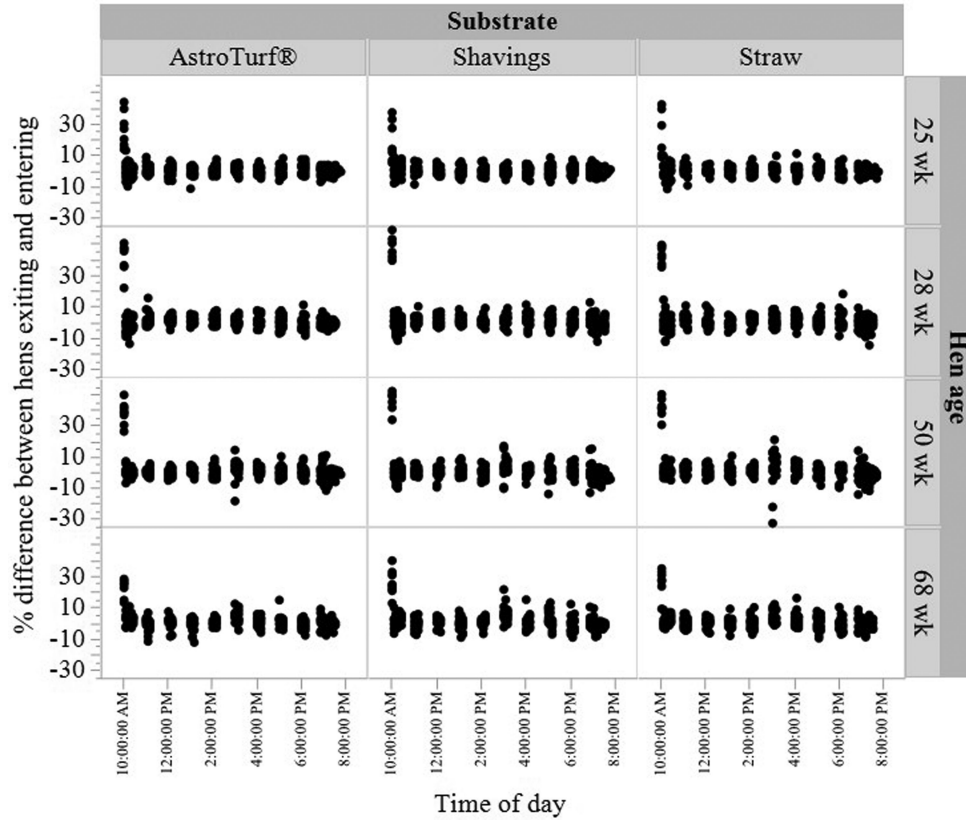 Substrate
AstroTurf® Shavings Straw
% difference between hens exiting and entering
30
10
-10
-30
25 wk
30
10
-10
-30
28 wk
30
10
-10
-30
50 wk
30
10
-10
-30
68 wk
Hen age
10:00:00 AM 12:00:00 PM 2:00:00 PM 4:00:00 PM 6:00:00 PM 8:00:00 PM 10:00:00 AM 12:00:00 PM 2:00:00 PM 4:00:00 PM 6:00:00 PM 8:00:00 PM 10:00:00 AM 12:00:00 PM 2:00:00 PM 4:00:00 PM 6:00:00 PM 8:00:00 PM
Time of day